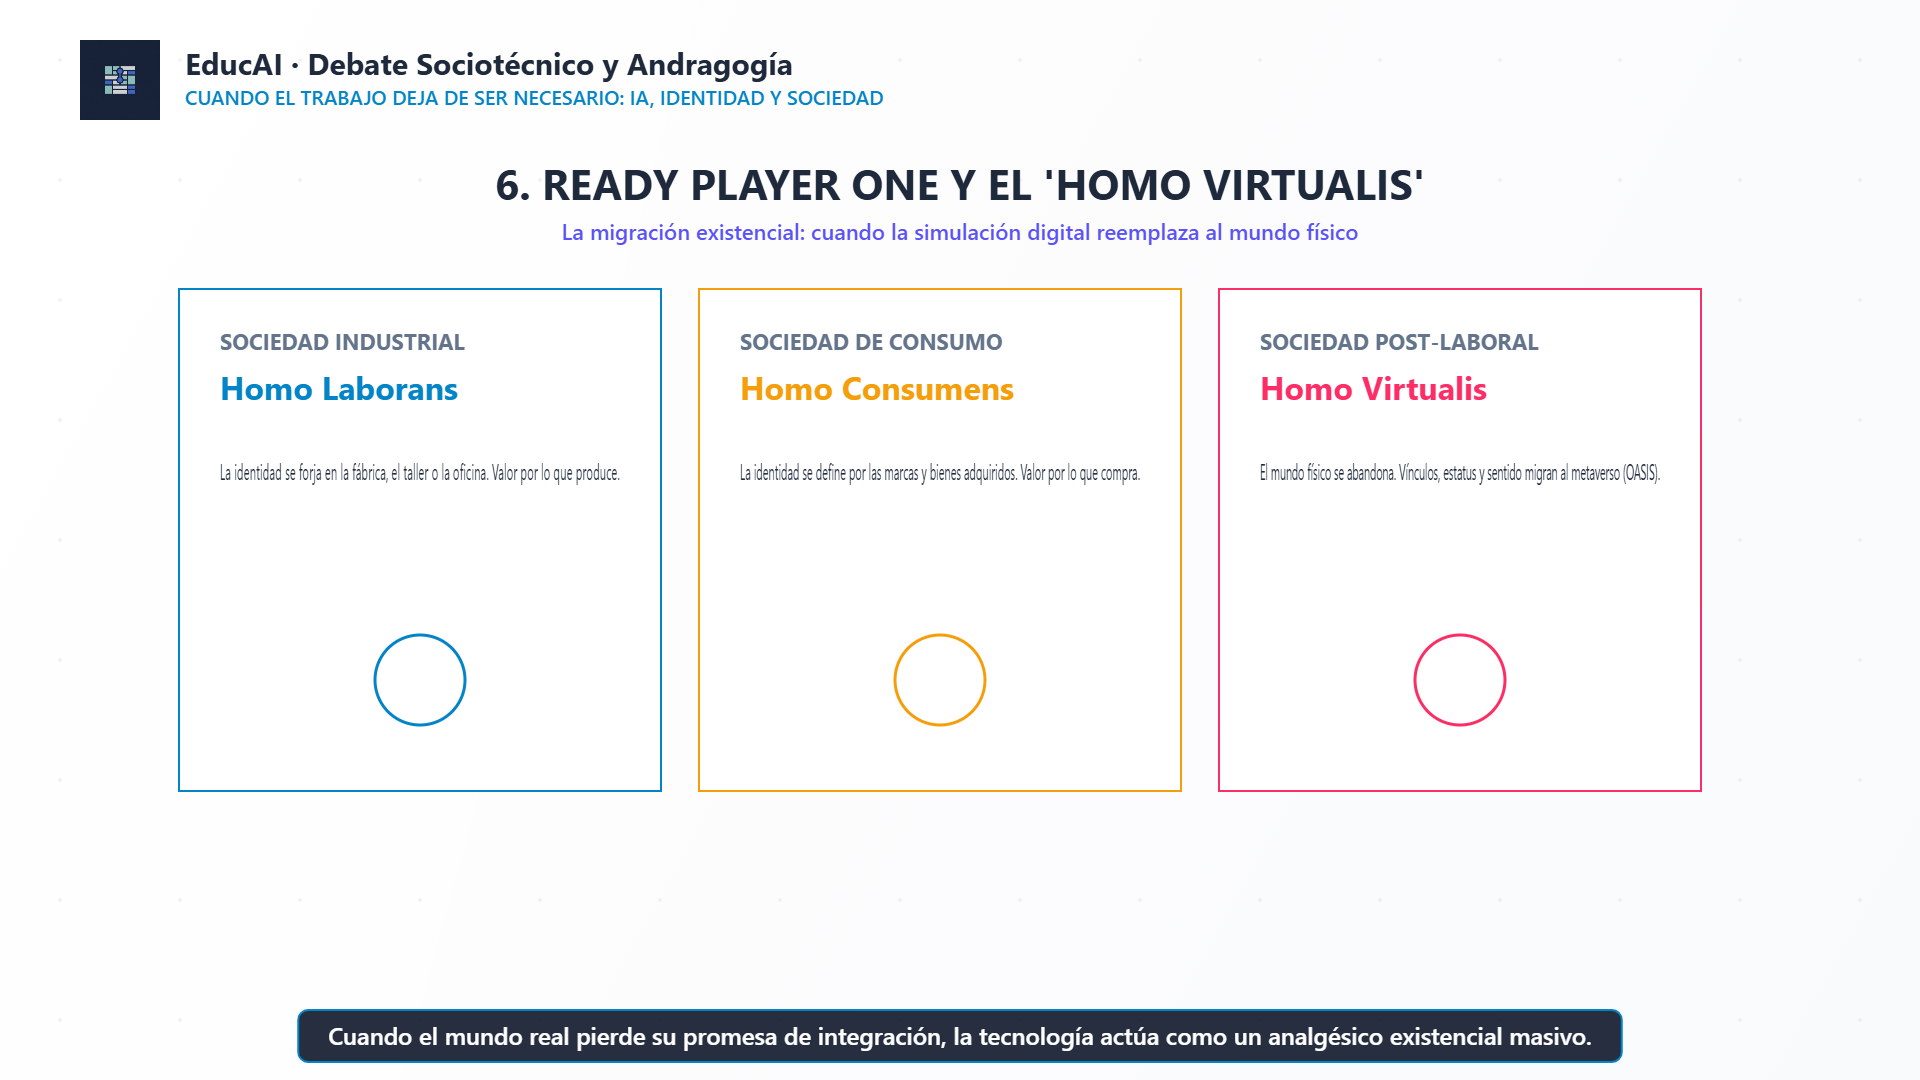 EducAI · Debate Sociotécnico y Andragogía
CUANDO EL TRABAJO DEJA DE SER NECESARIO: IA, IDENTIDAD Y SOCIEDAD
6. READY PLAYER ONE Y EL 'HOMO VIRTUALIS'
La migración existencial: cuando la simulación digital reemplaza al mundo físico
SOCIEDAD INDUSTRIAL
Homo Laborans
La identidad se forja en la fábrica, el taller o la oficina. Valor por lo que produce.
SOCIEDAD DE CONSUMO
Homo Consumens
La identidad se define por las marcas y bienes adquiridos. Valor por lo que compra.
SOCIEDAD POST-LABORAL
Homo Virtualis
El mundo físico se abandona. Vínculos, estatus y sentido migran al metaverso (OASIS).
Cuando el mundo real pierde su promesa de integración, la tecnología actúa como un analgésico existencial masivo.